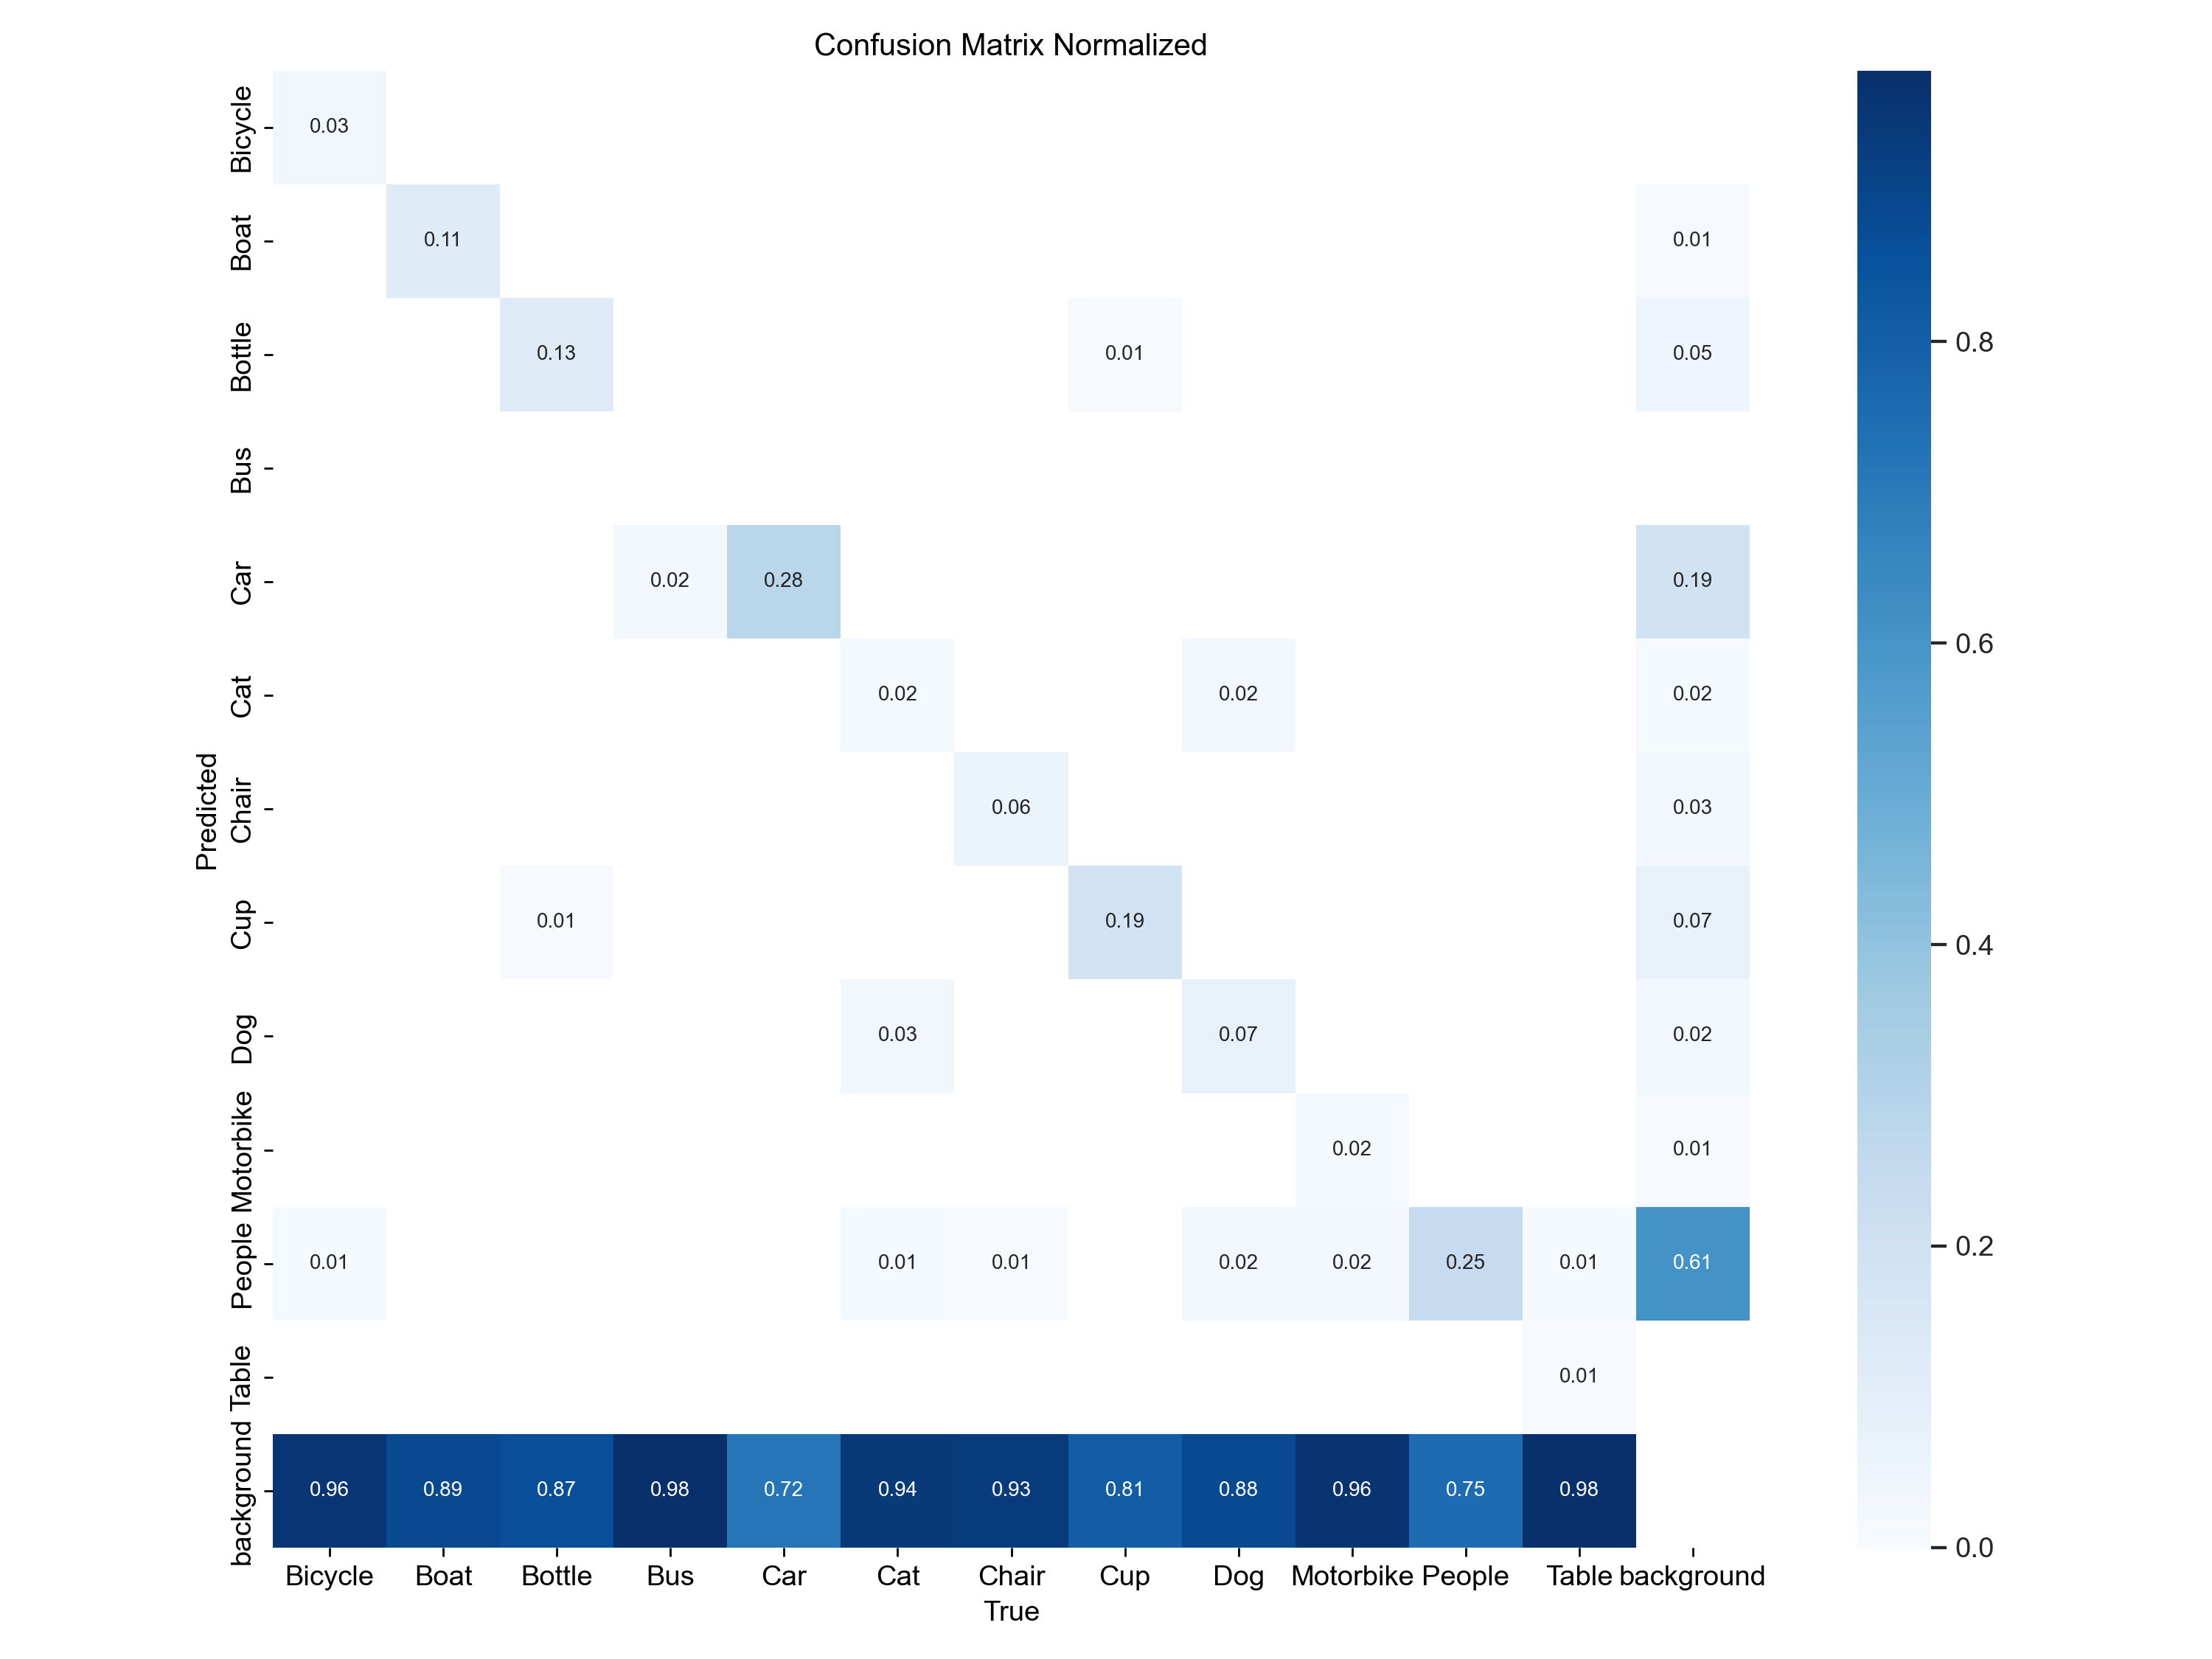 Confusion Matrix Normalized
Bicycle 0.03
Boat 0.11 0.01
Bottle 0.13 0.01 0.05
0.8
Bus
Car 0.02 0.28 0.19
0.6
Cat 0.02 0.02 0.02
Predicted
Chair 0.06 0.03
Cup 0.01 0.19 0.07
0.4
Dog 0.03 0.07 0.02
Motorbike 0.02 0.01
People 0.01 0.01 0.01 0.02 0.02 0.25 0.01 0.61
0.2
Table 0.01
background 0.96 0.89 0.87 0.98 0.72 0.94 0.93 0.81 0.88 0.96 0.75 0.98
0.0
Bicycle Boat Bottle Bus Car Cat Chair Cup Dog Motorbike People Table background
True